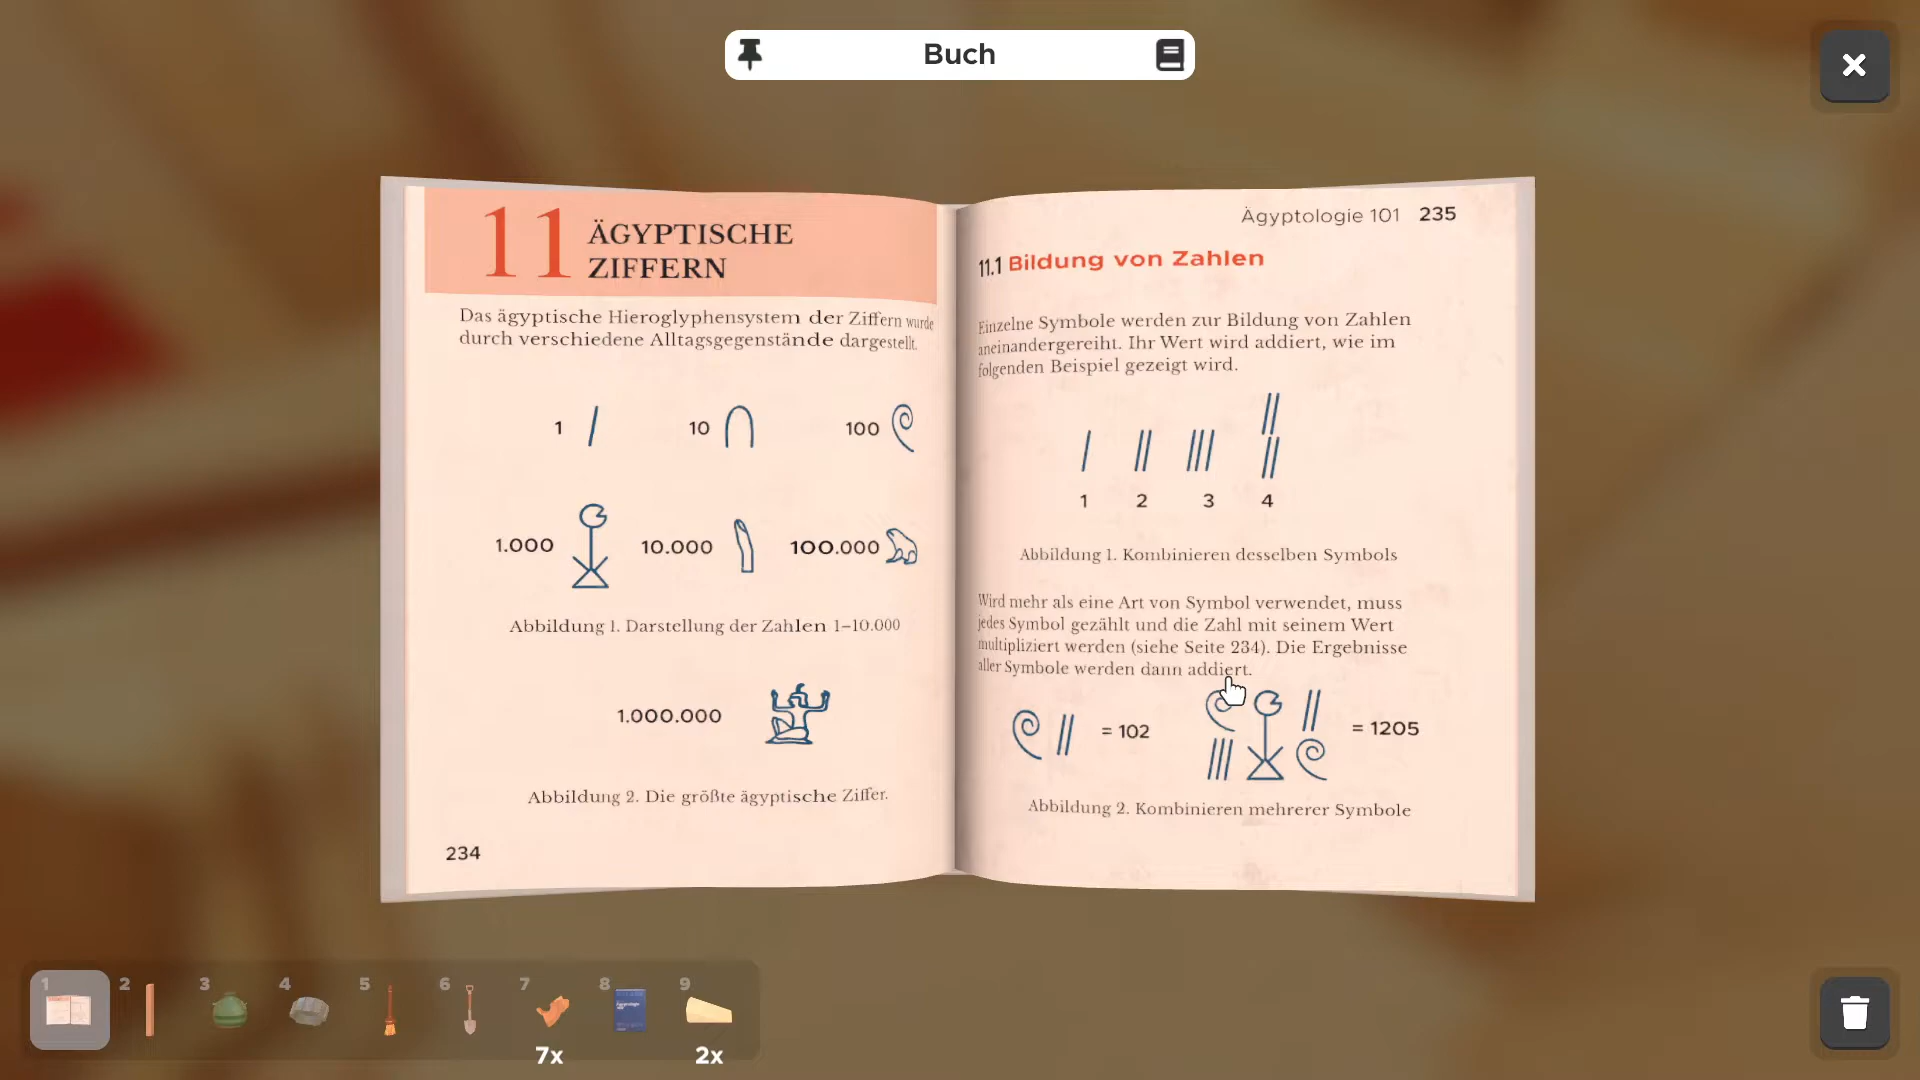 Buch
11 ÄGYPTISCHE
ZIFFERN
Das ägyptische Hieroglyphensystem der Ziffern wurde
durch verschiedene Alltagsgegenstände dargestellt.
1 10 100
1.000 10.000 100.000
Abbildung 1. Darstellung der Zahlen 1–10.000
1.000.000
Abbildung 2. Die größte ägyptische Ziffer.
234
Ägyptologie 101 235
11.1 Bildung von Zahlen
Einzelne Symbole werden zur Bildung von Zahlen
aneinandergereiht. Ihr Wert wird addiert, wie im
folgenden Beispiel gezeigt wird.
1 2 3 4
Abbildung 1. Kombinieren desselben Symbols
Wird mehr als eine Art von Symbol verwendet, muss
jedes Symbol gezählt und die Zahl mit seinem Wert
multipliziert werden (siehe Seite 234). Die Ergebnisse
aller Symbole werden dann addiert.
= 102 = 1205
Abbildung 2. Kombinieren mehrerer Symbole
1 2 3 4 5 6 7 8 9
7x 2x